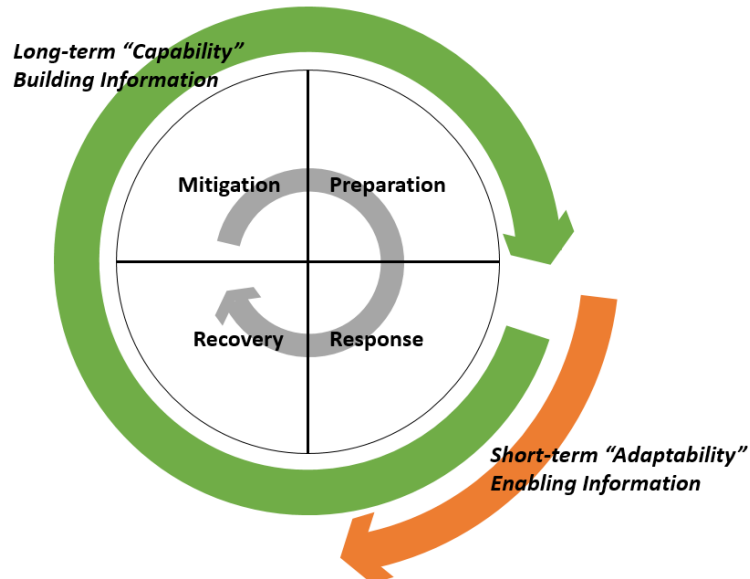 Long-term “Capability”
Building Information
Mitigation
Preparation
Recovery
Response
Short-term “Adaptability”
Enabling Information